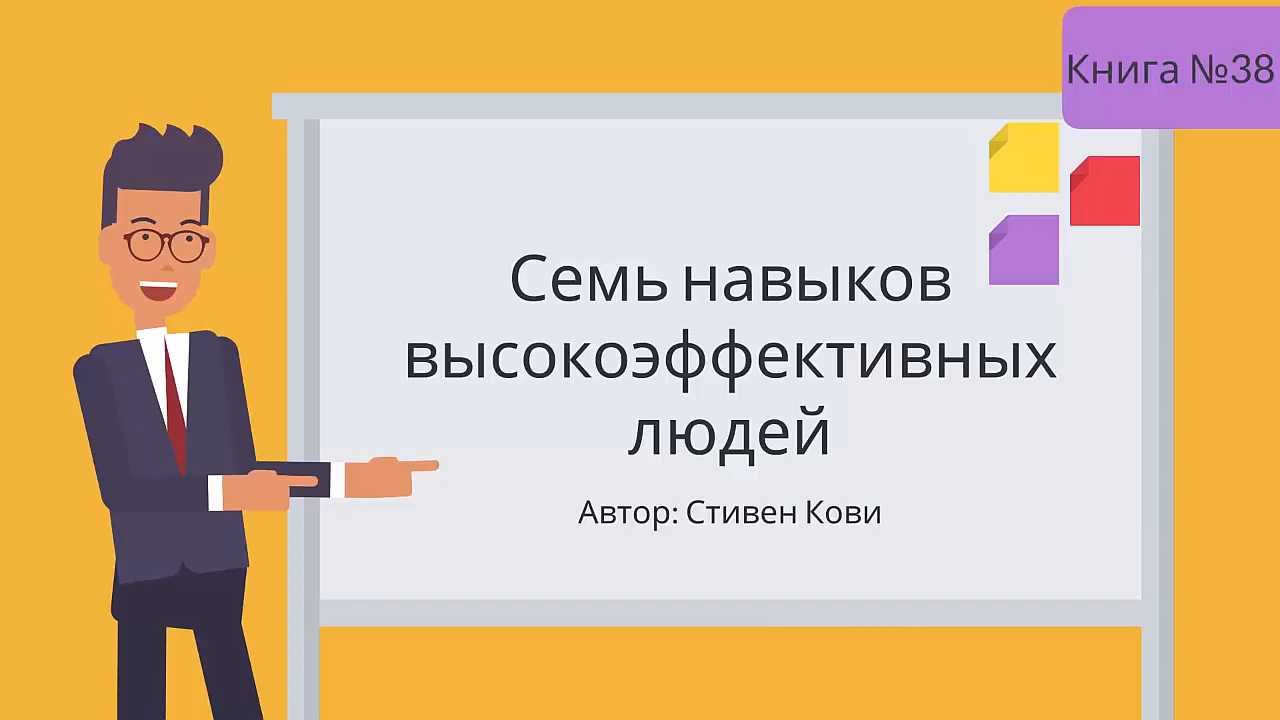 Книга №38
Семь навыков
высокоэффективных
людей
Автор: Стивен Кови